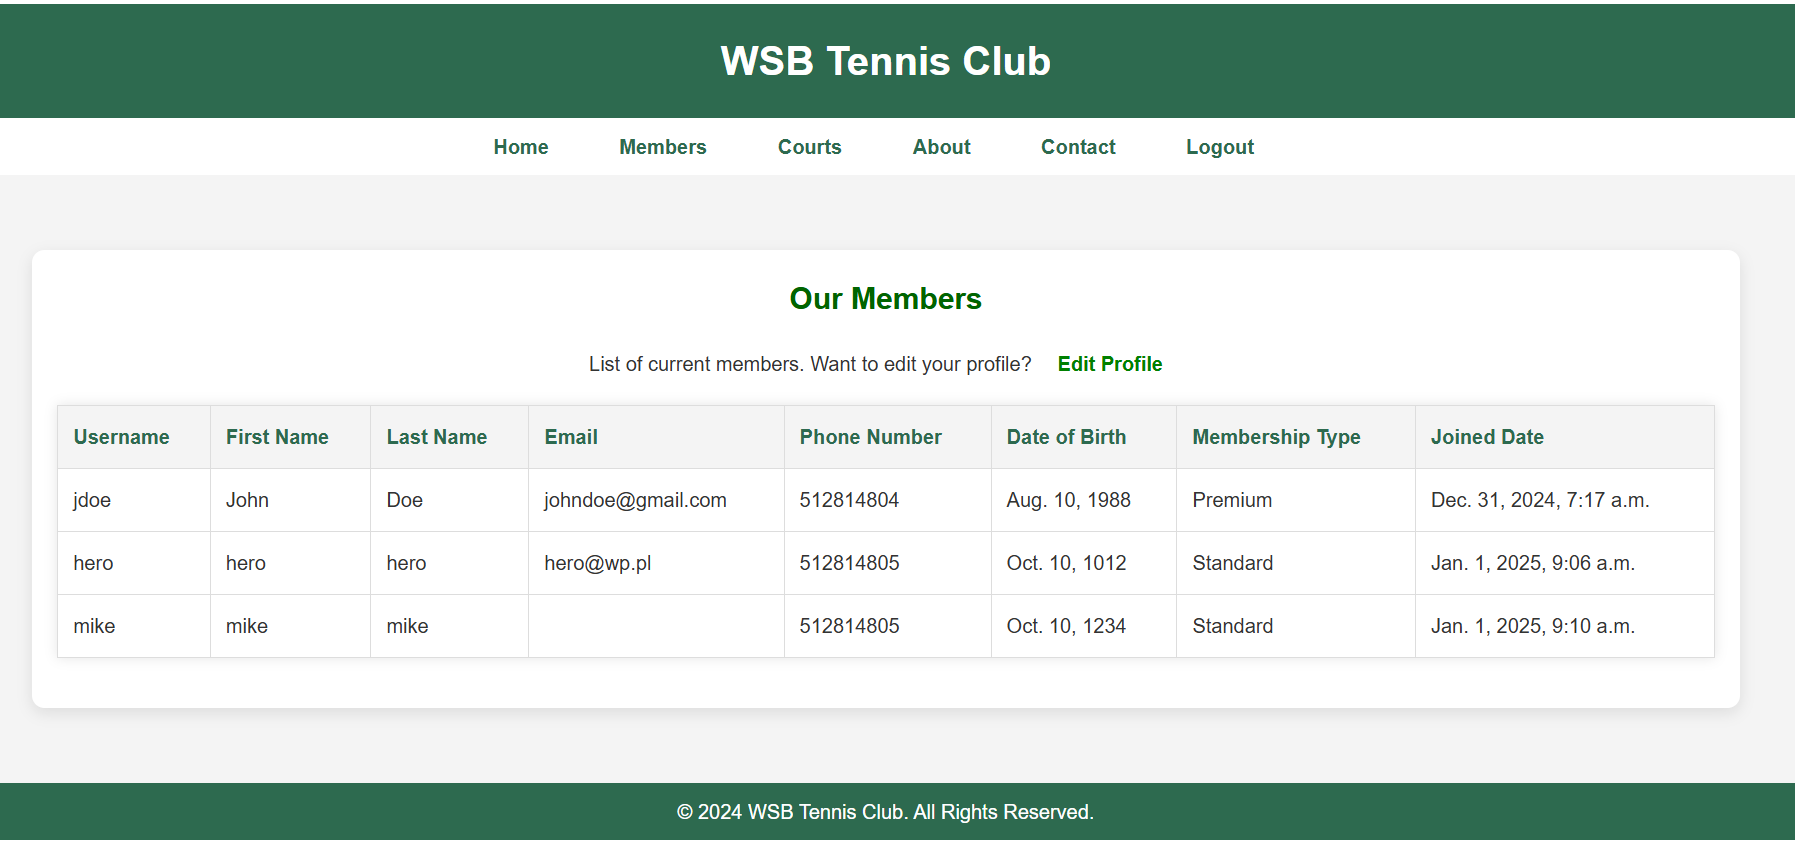 WSB Tennis Club
Home Members Courts About Contact Logout
Our Members
List of current members. Want to edit your profile? Edit Profile
Username First Name Last Name Email Phone Number Date of Birth Membership Type Joined Date
jdoe John Doe johndoe@gmail.com 512814804 Aug. 10, 1988 Premium Dec. 31, 2024, 7:17 a.m.
hero hero hero hero@wp.pl 512814805 Oct. 10, 1012 Standard Jan. 1, 2025, 9:06 a.m.
mike mike mike 512814805 Oct. 10, 1234 Standard Jan. 1, 2025, 9:10 a.m.
© 2024 WSB Tennis Club. All Rights Reserved.